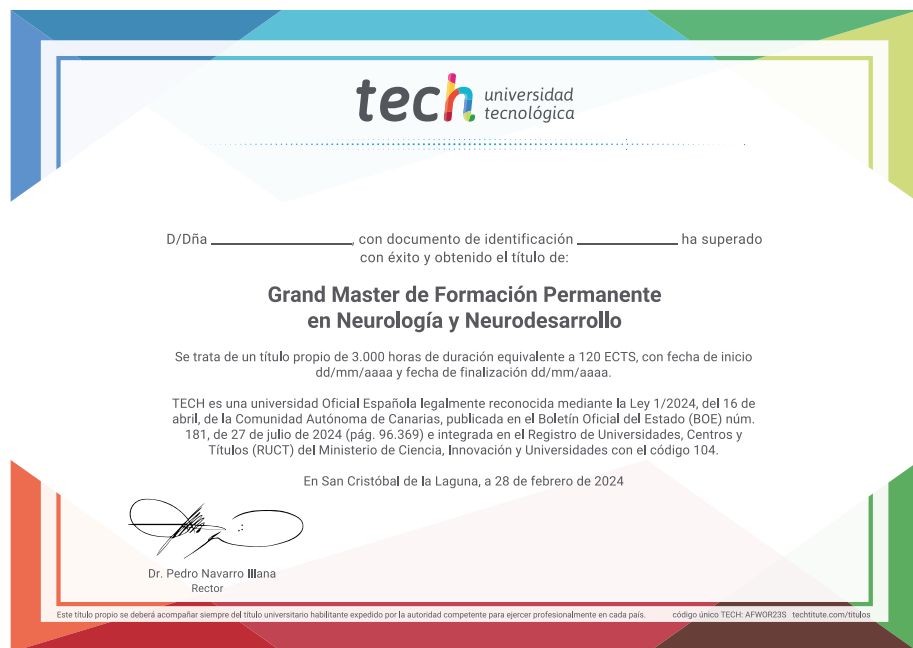 tech universidad
tecnológica
D/Dña ____________, con documento de identificación ____________ ha superado
con éxito y obtenido el título de:
Grand Master de Formación Permanente
en Neurología y Neurodesarrollo
Se trata de un título propio de 3.000 horas de duración equivalente a 120 ECTS, con fecha de inicio
dd/mm/aaaa y fecha de finalización dd/mm/aaaa.
TECH es una universidad Oficial Española legalmente reconocida mediante la Ley 1/2024, del 16 de
abril, de la Comunidad Autónoma de Canarias, publicada en el Boletín Oficial del Estado (BOE) núm.
181, de 27 de julio de 2024 (pág. 96.369) e integrada en el Registro de Universidades, Centros y
Títulos (RUCT) del Ministerio de Ciencia, Innovación y Universidades con el código 104.
En San Cristóbal de la Laguna, a 28 de febrero de 2024
Dr. Pedro Navarro Illana
Rector
Este título propio se deberá acompañar siempre del título universitario habilitante expedido por la autoridad competente para ejercer profesionalmente en cada país. código único TECH: AFWOR23S techtitute.com/titulos